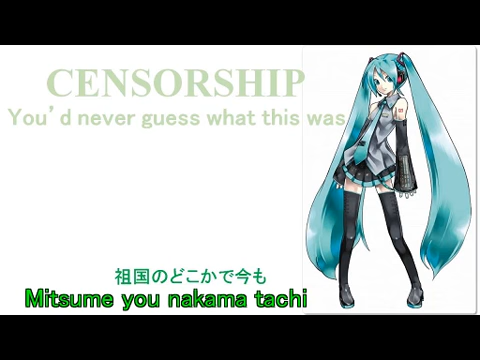 CENSORSHIP
You'd never guess what this was
祖国のどこかで今も
Mitsume you nakama tachi